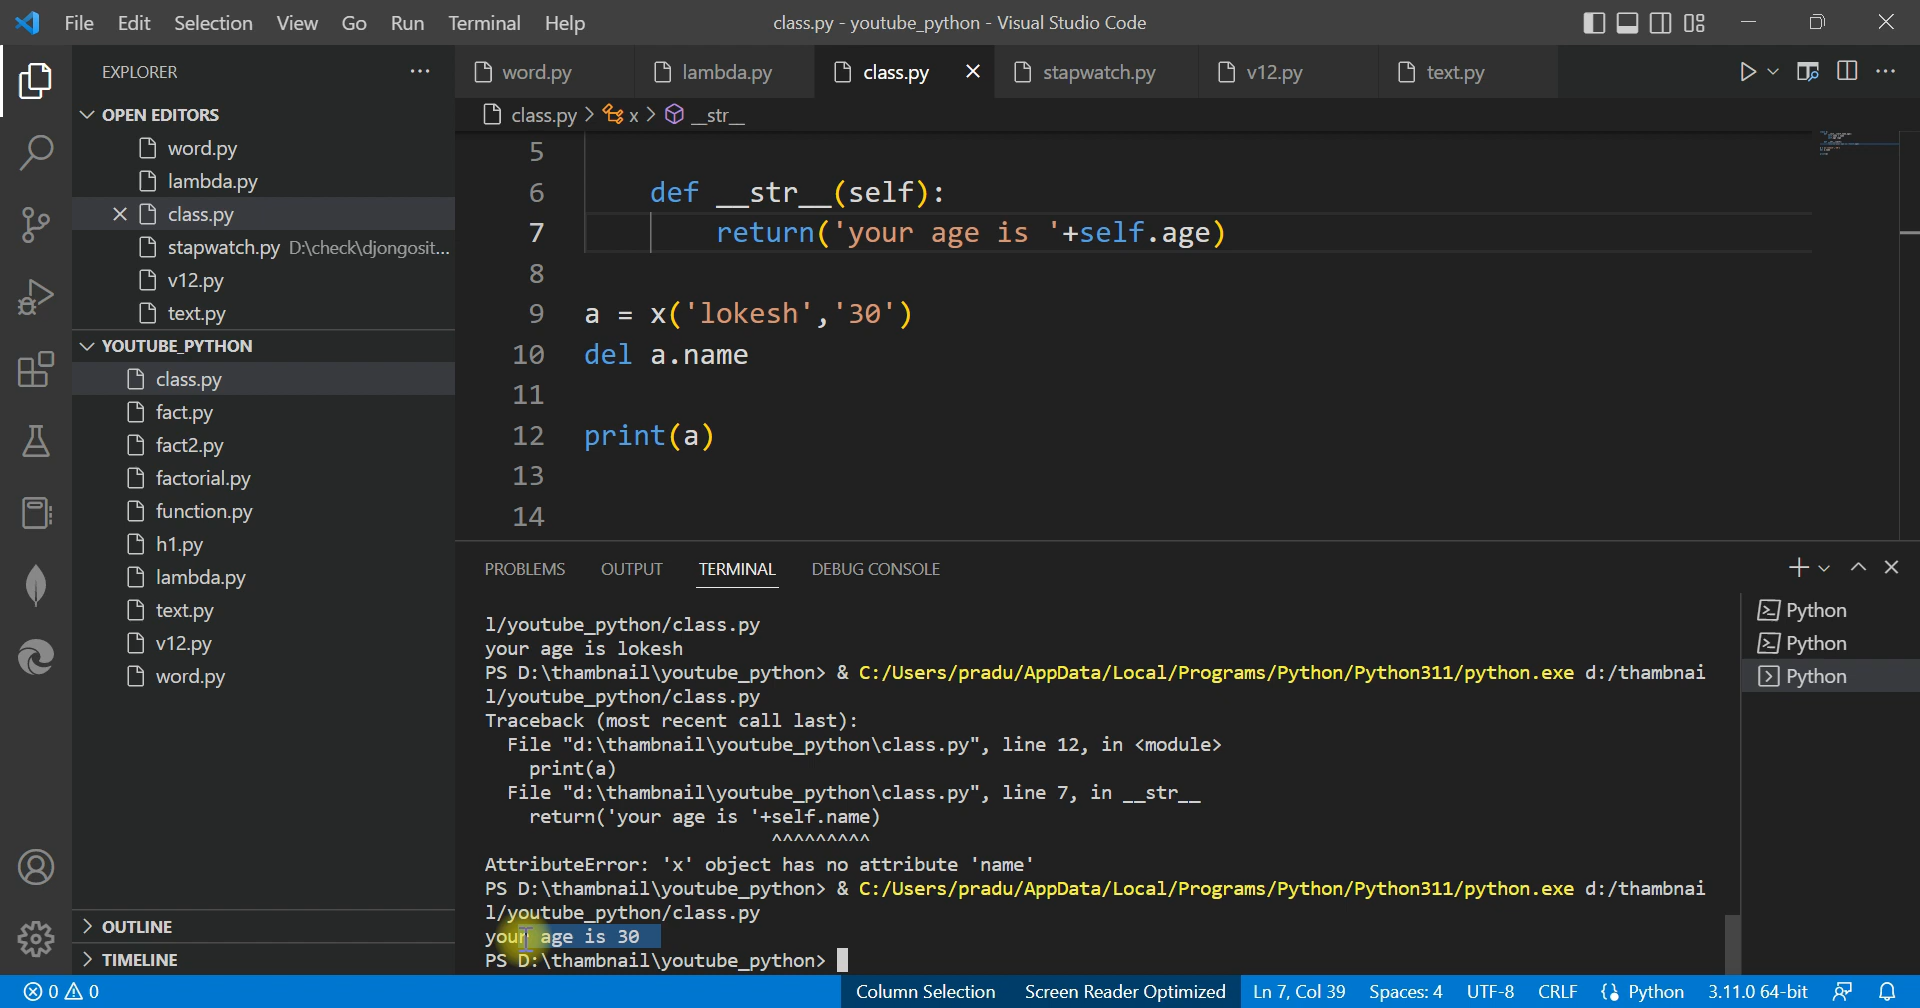 File Edit Selection View Go Run Terminal Help class.py - youtube_python - Visual Studio Code
EXPLORER
OPEN EDITORS
word.py
lambda.py
class.py
stapwatch.py D:\check\djongosit...
v12.py
text.py
YOUTUBE_PYTHON
class.py
fact.py
fact2.py
factorial.py
function.py
h1.py
lambda.py
text.py
v12.py
word.py
OUTLINE
TIMELINE
word.py lambda.py class.py stapwatch.py v12.py text.py
class.py > x > __str__
5
6 def __str__(self):
7 return('your age is '+self.age)
8
9 a = x('lokesh','30')
10 del a.name
11
12 print(a)
13
14
PROBLEMS OUTPUT TERMINAL DEBUG CONSOLE
l/youtube_python/class.py
your age is lokesh
PS D:\thambnail\youtube_python> & C:/Users/pradu/AppData/Local/Programs/Python/Python311/python.exe d:/thambnai
l/youtube_python/class.py
Traceback (most recent call last):
File "d:\thambnail\youtube_python\class.py", line 12, in <module>
print(a)
File "d:\thambnail\youtube_python\class.py", line 7, in __str__
return('your age is '+self.name)
^^^^^^^^^
AttributeError: 'x' object has no attribute 'name'
PS D:\thambnail\youtube_python> & C:/Users/pradu/AppData/Local/Programs/Python/Python311/python.exe d:/thambnai
l/youtube_python/class.py
your age is 30
PS D:\thambnail\youtube_python>
Python
Python
Python
0 0 Column Selection Screen Reader Optimized Ln 7, Col 39 Spaces: 4 UTF-8 CRLF Python 3.11.0 64-bit